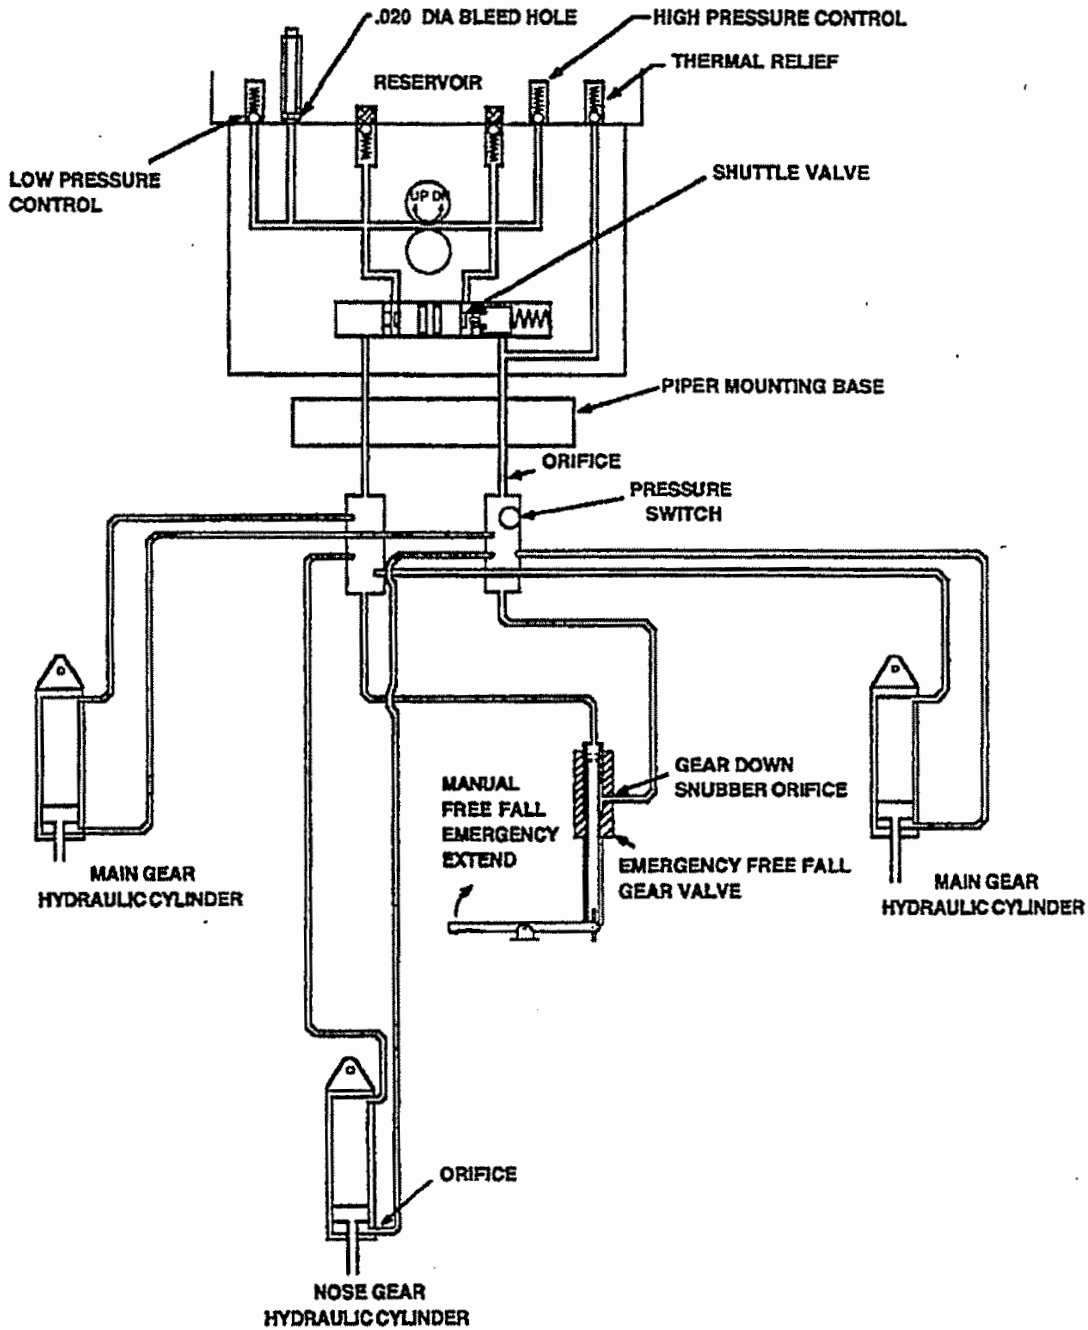 .020 DIA BLEED HOLE
HIGH PRESSURE CONTROL
THERMAL RELIEF
RESERVOIR
LOW PRESSURE
CONTROL
SHUTTLE VALVE
UP DN
PIPER MOUNTING BASE
ORIFICE
PRESSURE
SWITCH
GEAR DOWN
SNUBBER ORIFICE
MANUAL
FREE FALL
EMERGENCY
EXTEND
EMERGENCY FREE FALL
GEAR VALVE
MAIN GEAR
HYDRAULIC CYLINDER
MAIN GEAR
HYDRAULIC CYLINDER
ORIFICE
NOSE GEAR
HYDRAULIC CYLINDER